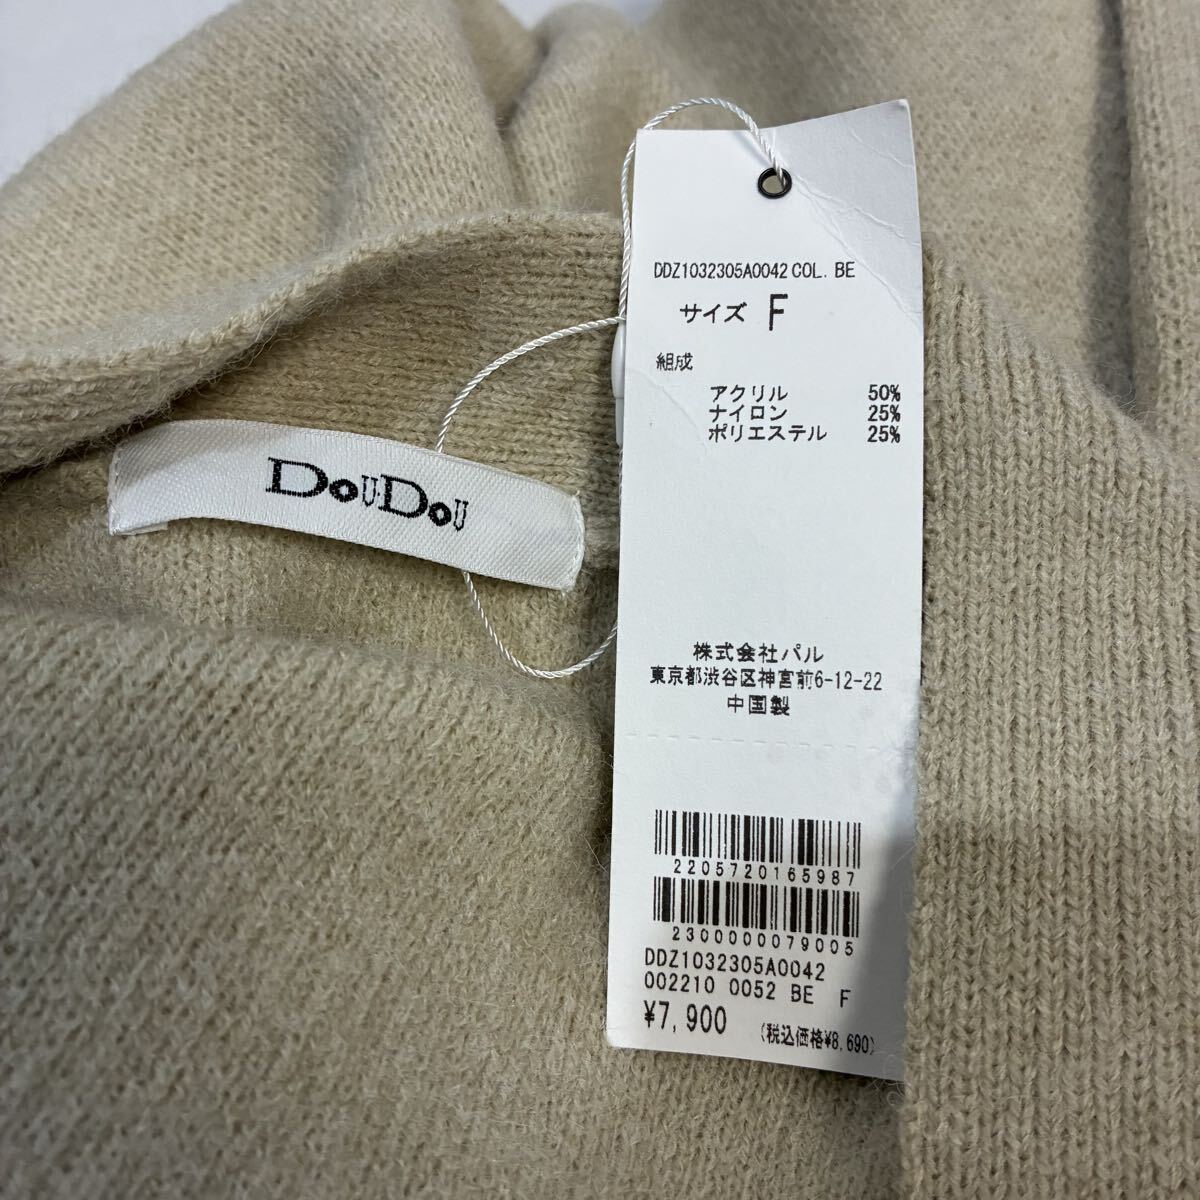 DOUDOU
DDZ1032305A0042 COL. BE
サイズ F
組成
アクリル 50%
ナイロン 25%
ポリエステル 25%
株式会社パル
東京都渋谷区神宮前6-12-22
中国製
2205720165987
2300000079005
DDZ1032305A0042
002210 0052 BE F
¥7,900 (税込価格¥8,690)